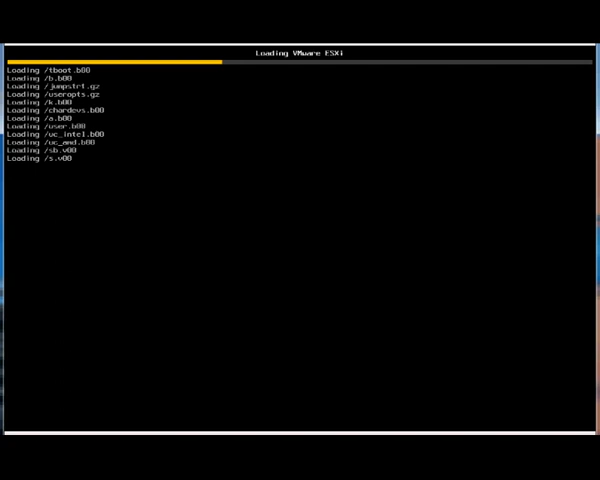 Loading VMware ESXi
Loading /tboot.b00
Loading /b.b00
Loading /jumpstrt.gz
Loading /useropts.gz
Loading /k.b00
Loading /chardevs.b00
Loading /a.b00
Loading /user.b00
Loading /uc_intel.b00
Loading /uc_amd.b00
Loading /sb.v00
Loading /s.v00